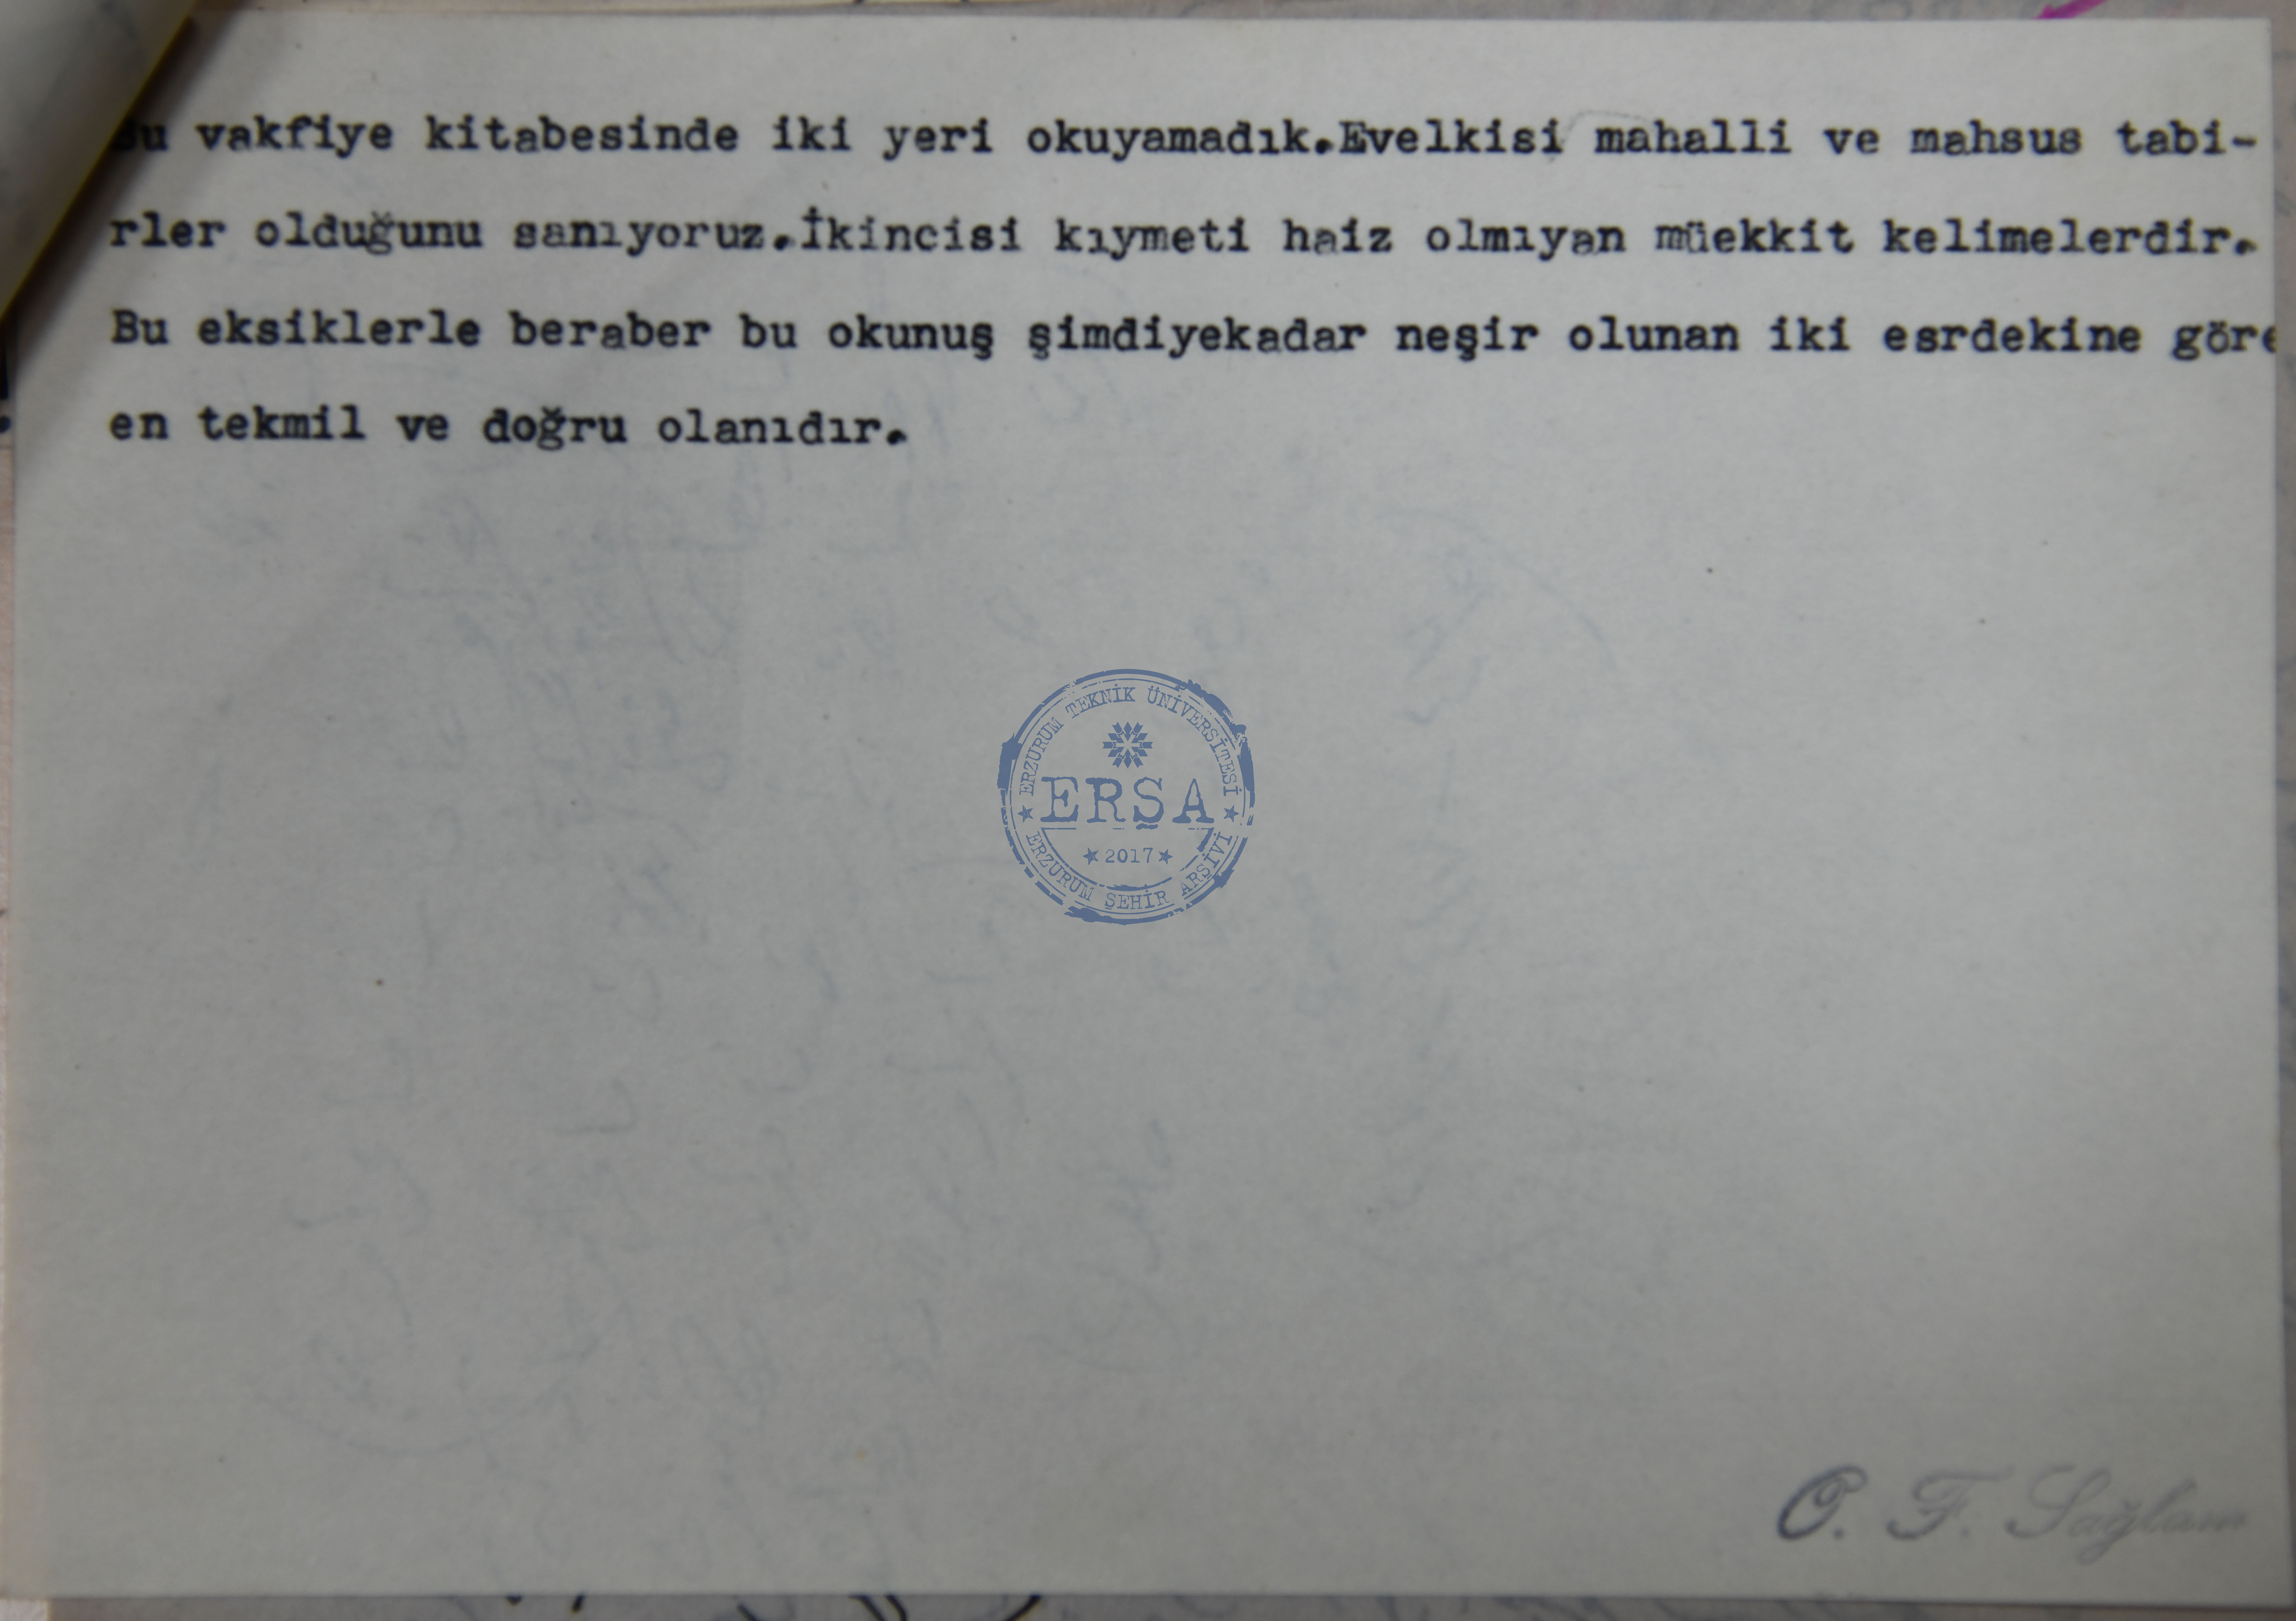 Bu vakfiye kitabesinde iki yeri okuyamadık.Evelkisi mahalli ve mahsus tabi-
rler olduğunu sanıyoruz.İkincisi kıymeti haiz olmıyan müekkit kelimelerdir.
Bu eksiklerle beraber bu okunuş şimdiyekadar neşir olunan iki esrdekine göre
en tekmil ve doğru olanıdır.
ERZURUM TEKNİK ÜNİVERSİTESİ
ERŞA
2017
ERZURUM ŞEHİR ARŞİVİ
O. F. Sağlam